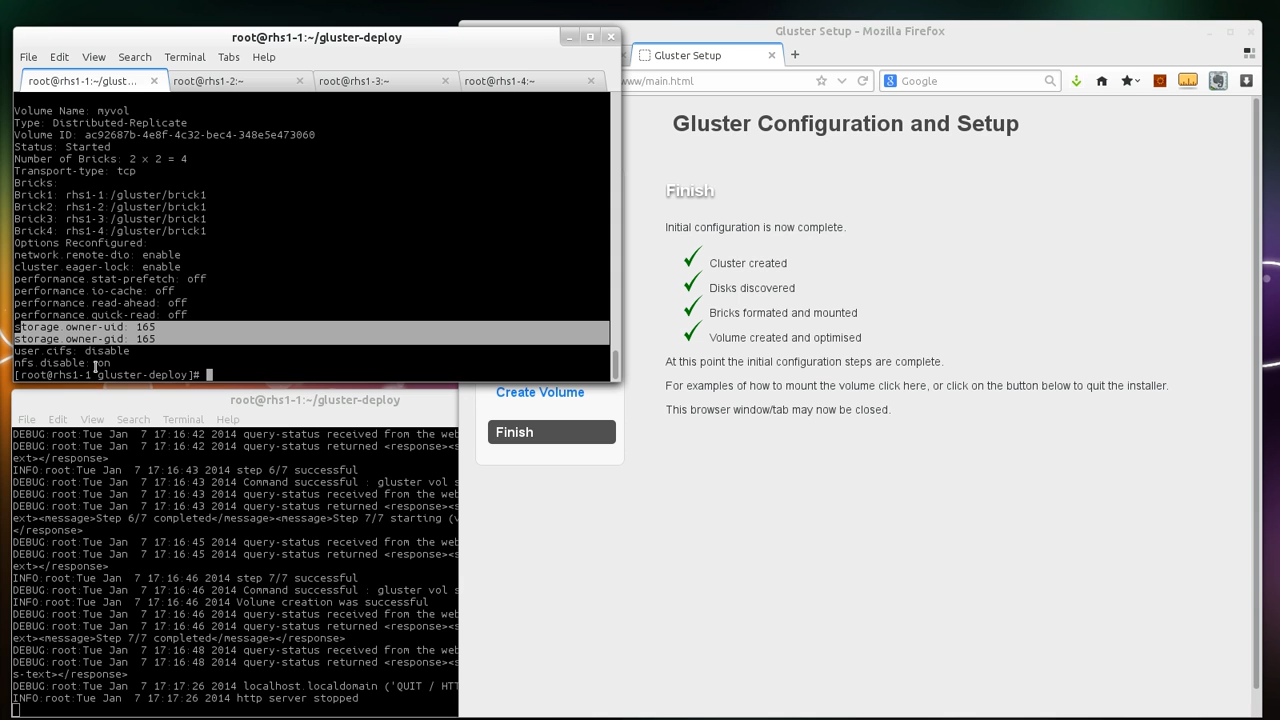 root@rhs1-1:~/gluster-deploy
File Edit View Search Terminal Tabs Help
root@rhs1-1:~/glust... root@rhs1-2:~ root@rhs1-3:~ root@rhs1-4:~
Volume Name: myvol
Type: Distributed-Replicate
Volume ID: ac92687b-4e8f-4c32-bec4-348e5e473060
Status: Started
Number of Bricks: 2 x 2 = 4
Transport-type: tcp
Bricks:
Brick1: rhs1-1:/gluster/brick1
Brick2: rhs1-2:/gluster/brick1
Brick3: rhs1-3:/gluster/brick1
Brick4: rhs1-4:/gluster/brick1
Options Reconfigured:
network.remote-dio: enable
cluster.eager-lock: enable
performance.stat-prefetch: off
performance.io-cache: off
performance.read-ahead: off
performance.quick-read: off
storage.owner-uid: 165
storage.owner-gid: 165
user.cifs: disable
nfs.disable: on
[root@rhs1-1 gluster-deploy]#
root@rhs1-1:~/gluster-deploy
File Edit View Search Terminal Help
DEBUG:root:Tue Jan  7 17:16:42 2014 query-status received from the web
DEBUG:root:Tue Jan  7 17:16:42 2014 query-status returned <response><s
ext></response>
INFO:root:Tue Jan  7 17:16:43 2014 step 6/7 successful
DEBUG:root:Tue Jan  7 17:16:43 2014 Command successful : gluster vol s
DEBUG:root:Tue Jan  7 17:16:43 2014 query-status received from the web
DEBUG:root:Tue Jan  7 17:16:43 2014 query-status returned <response><s
ext><message>Step 6/7 completed</message><message>Step 7/7 starting (v
</response>
DEBUG:root:Tue Jan  7 17:16:45 2014 query-status received from the web
DEBUG:root:Tue Jan  7 17:16:45 2014 query-status returned <response><s
ext></response>
INFO:root:Tue Jan  7 17:16:46 2014 step 7/7 successful
DEBUG:root:Tue Jan  7 17:16:46 2014 Command successful : gluster vol s
INFO:root:Tue Jan  7 17:16:46 2014 Volume creation was successful
DEBUG:root:Tue Jan  7 17:16:46 2014 query-status received from the web
DEBUG:root:Tue Jan  7 17:16:46 2014 query-status returned <response><s
ext><message>Step 7/7 completed</message></response>
DEBUG:root:Tue Jan  7 17:16:48 2014 query-status received from the web
DEBUG:root:Tue Jan  7 17:16:48 2014 query-status returned <response><s
s-text></response>
DEBUG:root:Tue Jan  7 17:17:26 2014 localhost.localdomain ('QUIT / HTT
INFO:root:Tue Jan  7 17:17:26 2014 http server stopped
Gluster Setup - Mozilla Firefox
Gluster Setup
www/main.html Google
Gluster Configuration and Setup
Create Volume
Finish
Finish
Initial configuration is now complete.
Cluster created
Disks discovered
Bricks formated and mounted
Volume created and optimised
At this point the initial configuration steps are complete.
For examples of how to mount the volume click here, or click on the button below to quit the installer.
This browser window/tab may now be closed.